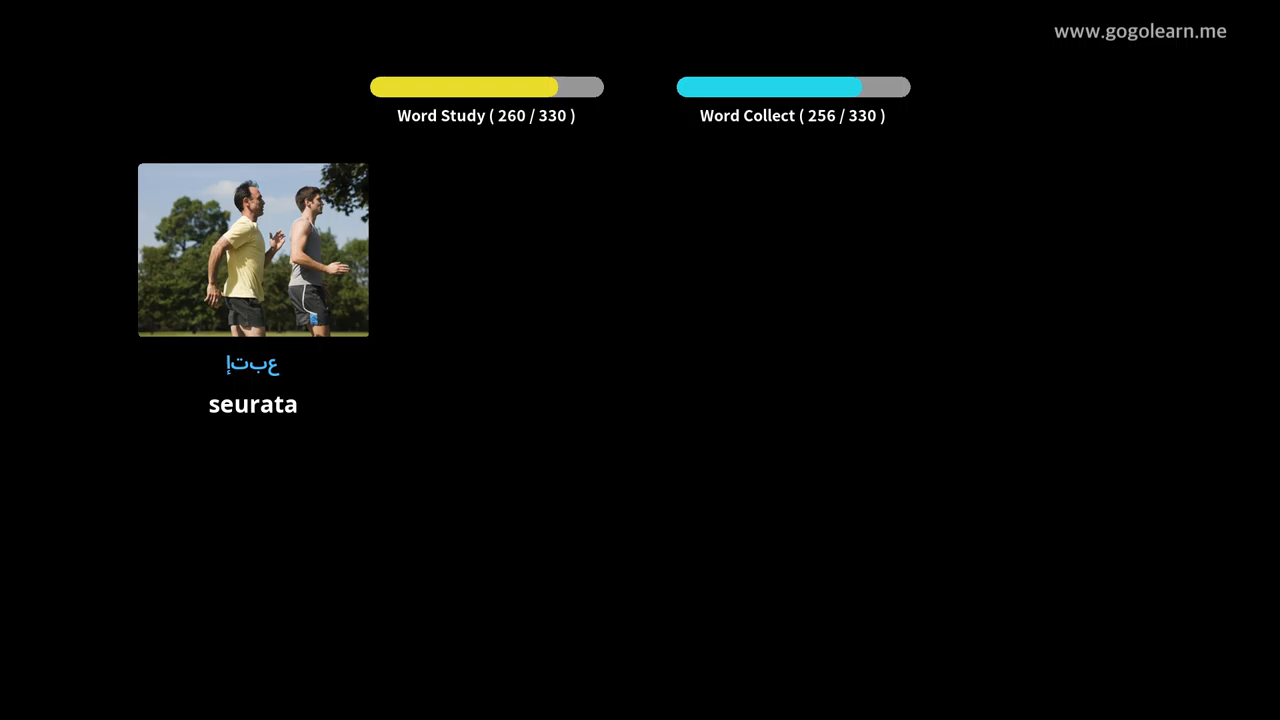 www.gogolearn.me
Word Study ( 260 / 330 )
Word Collect ( 256 / 330 )
إتبع
seurata